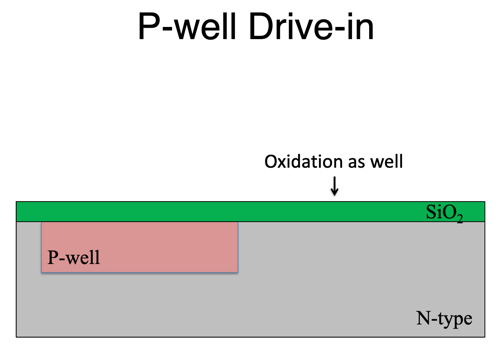 P-well Drive-in
Oxidation as well
SiO₂
P-well
N-type